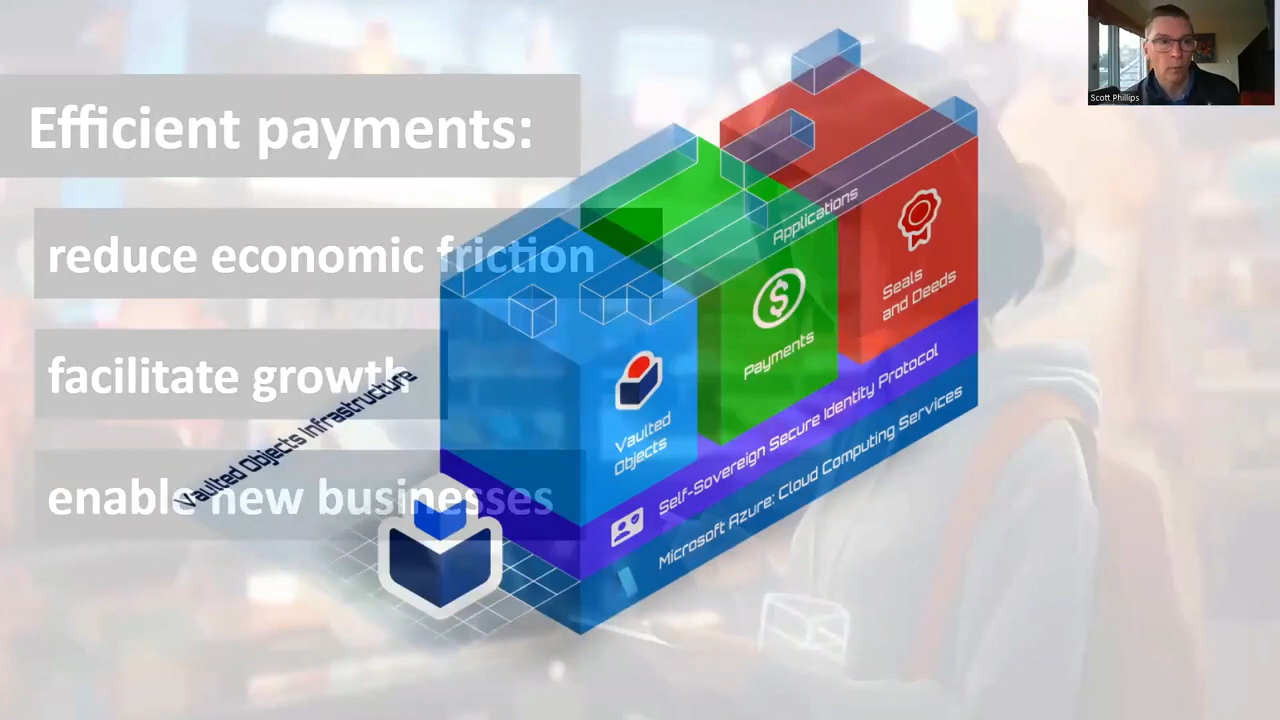 Efficient payments:
reduce economic friction
facilitate growth
enable new businesses
Vaulted Objects Infrastructure
Applications
Vaulted
Objects
$
Payments
Seals
and Deeds
Self-Sovereign Secure Identity Protocol
Microsoft Azure: Cloud Computing Services
Scott Phillips